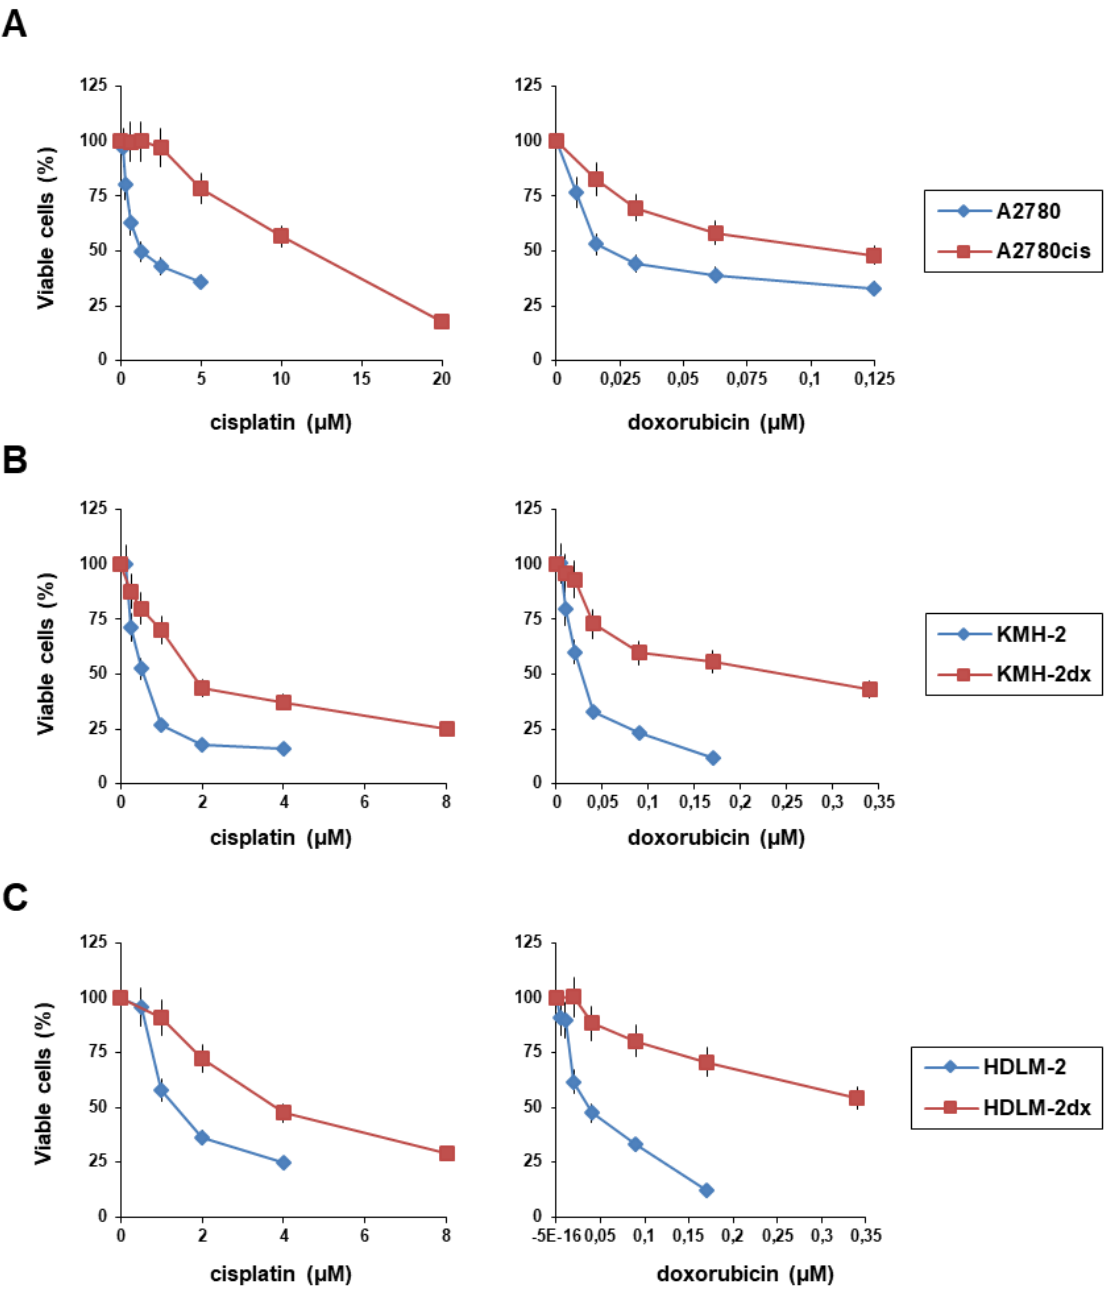 A
125
100
75
50
25
0
Viable cells (%)
0 5 10 15 20
cisplatin (µM)
125
100
75
50
25
0
0 0,025 0,05 0,075 0,1 0,125
doxorubicin (µM)
A2780
A2780cis
B
125
100
75
50
25
0
Viable cells (%)
0 2 4 6 8
cisplatin (µM)
125
100
75
50
25
0
0 0,05 0,1 0,15 0,2 0,25 0,3 0,35
doxorubicin (µM)
KMH-2
KMH-2dx
C
125
100
75
50
25
0
Viable cells (%)
0 2 4 6 8
cisplatin (µM)
125
100
75
50
25
0
-5E-16 0,05 0,1 0,15 0,2 0,25 0,3 0,35
doxorubicin (µM)
HDLM-2
HDLM-2dx